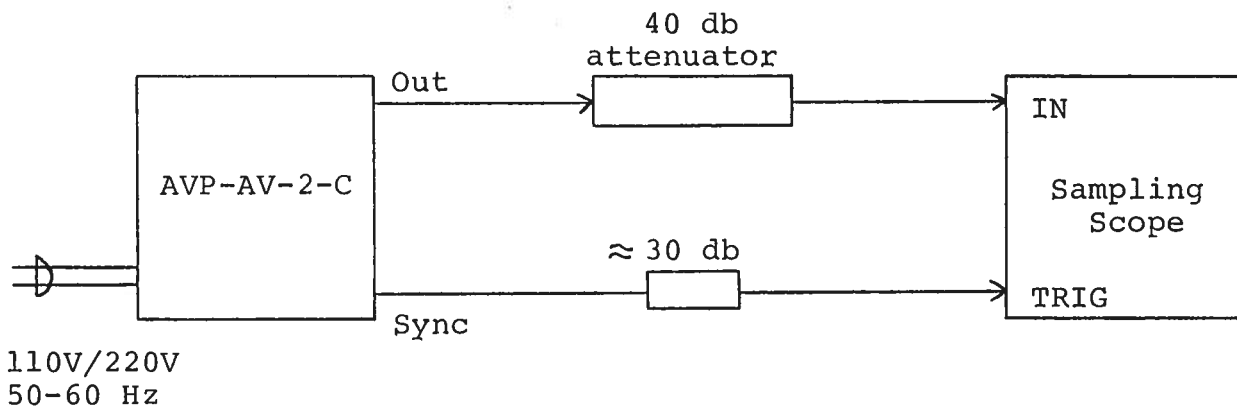 40 db
attenuator
Out
IN
AVP-AV-2-C
Sampling
Scope
≈ 30 db
TRIG
Sync
110V/220V
50-60 Hz